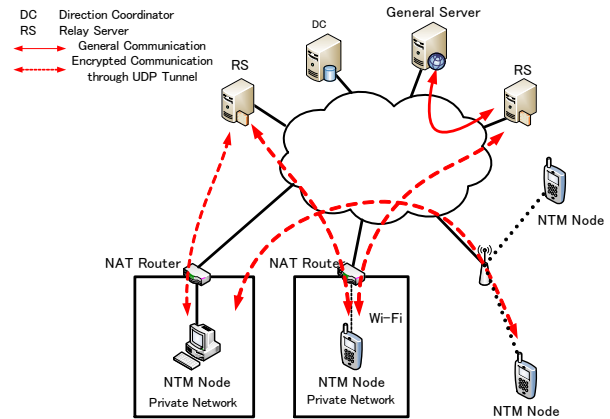 DC Direction Coordinator
RS Relay Server
General Communication
Encrypted Communication
through UDP Tunnel
General Server
DC
RS
RS
NTM Node
NAT Router
NAT Route
Wi-Fi
NTM Node
Private Network
NTM Node
Private Network
NTM Node